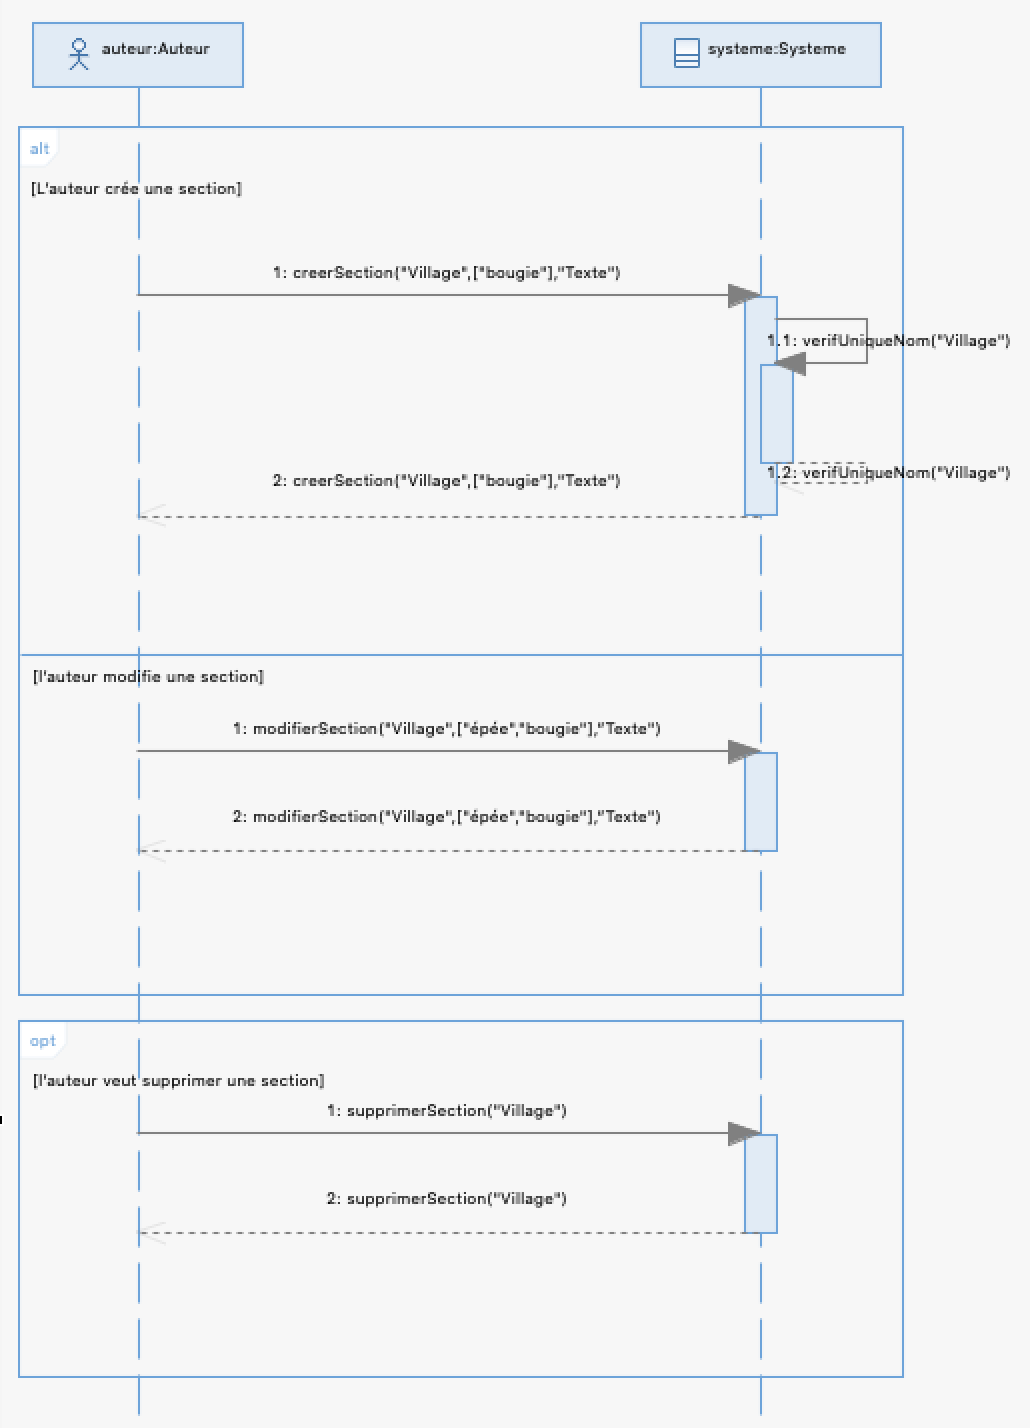 auteur:Auteur
systeme:Systeme
alt
[L'auteur crée une section]
1: creerSection("Village",["bougie"],"Texte")
1.1: verifUniqueNom("Village")
1.2: verifUniqueNom("Village")
2: creerSection("Village",["bougie"],"Texte")
[l'auteur modifie une section]
1: modifierSection("Village",["épée","bougie"],"Texte")
2: modifierSection("Village",["épée","bougie"],"Texte")
opt
[l'auteur veut supprimer une section]
1: supprimerSection("Village")
2: supprimerSection("Village")